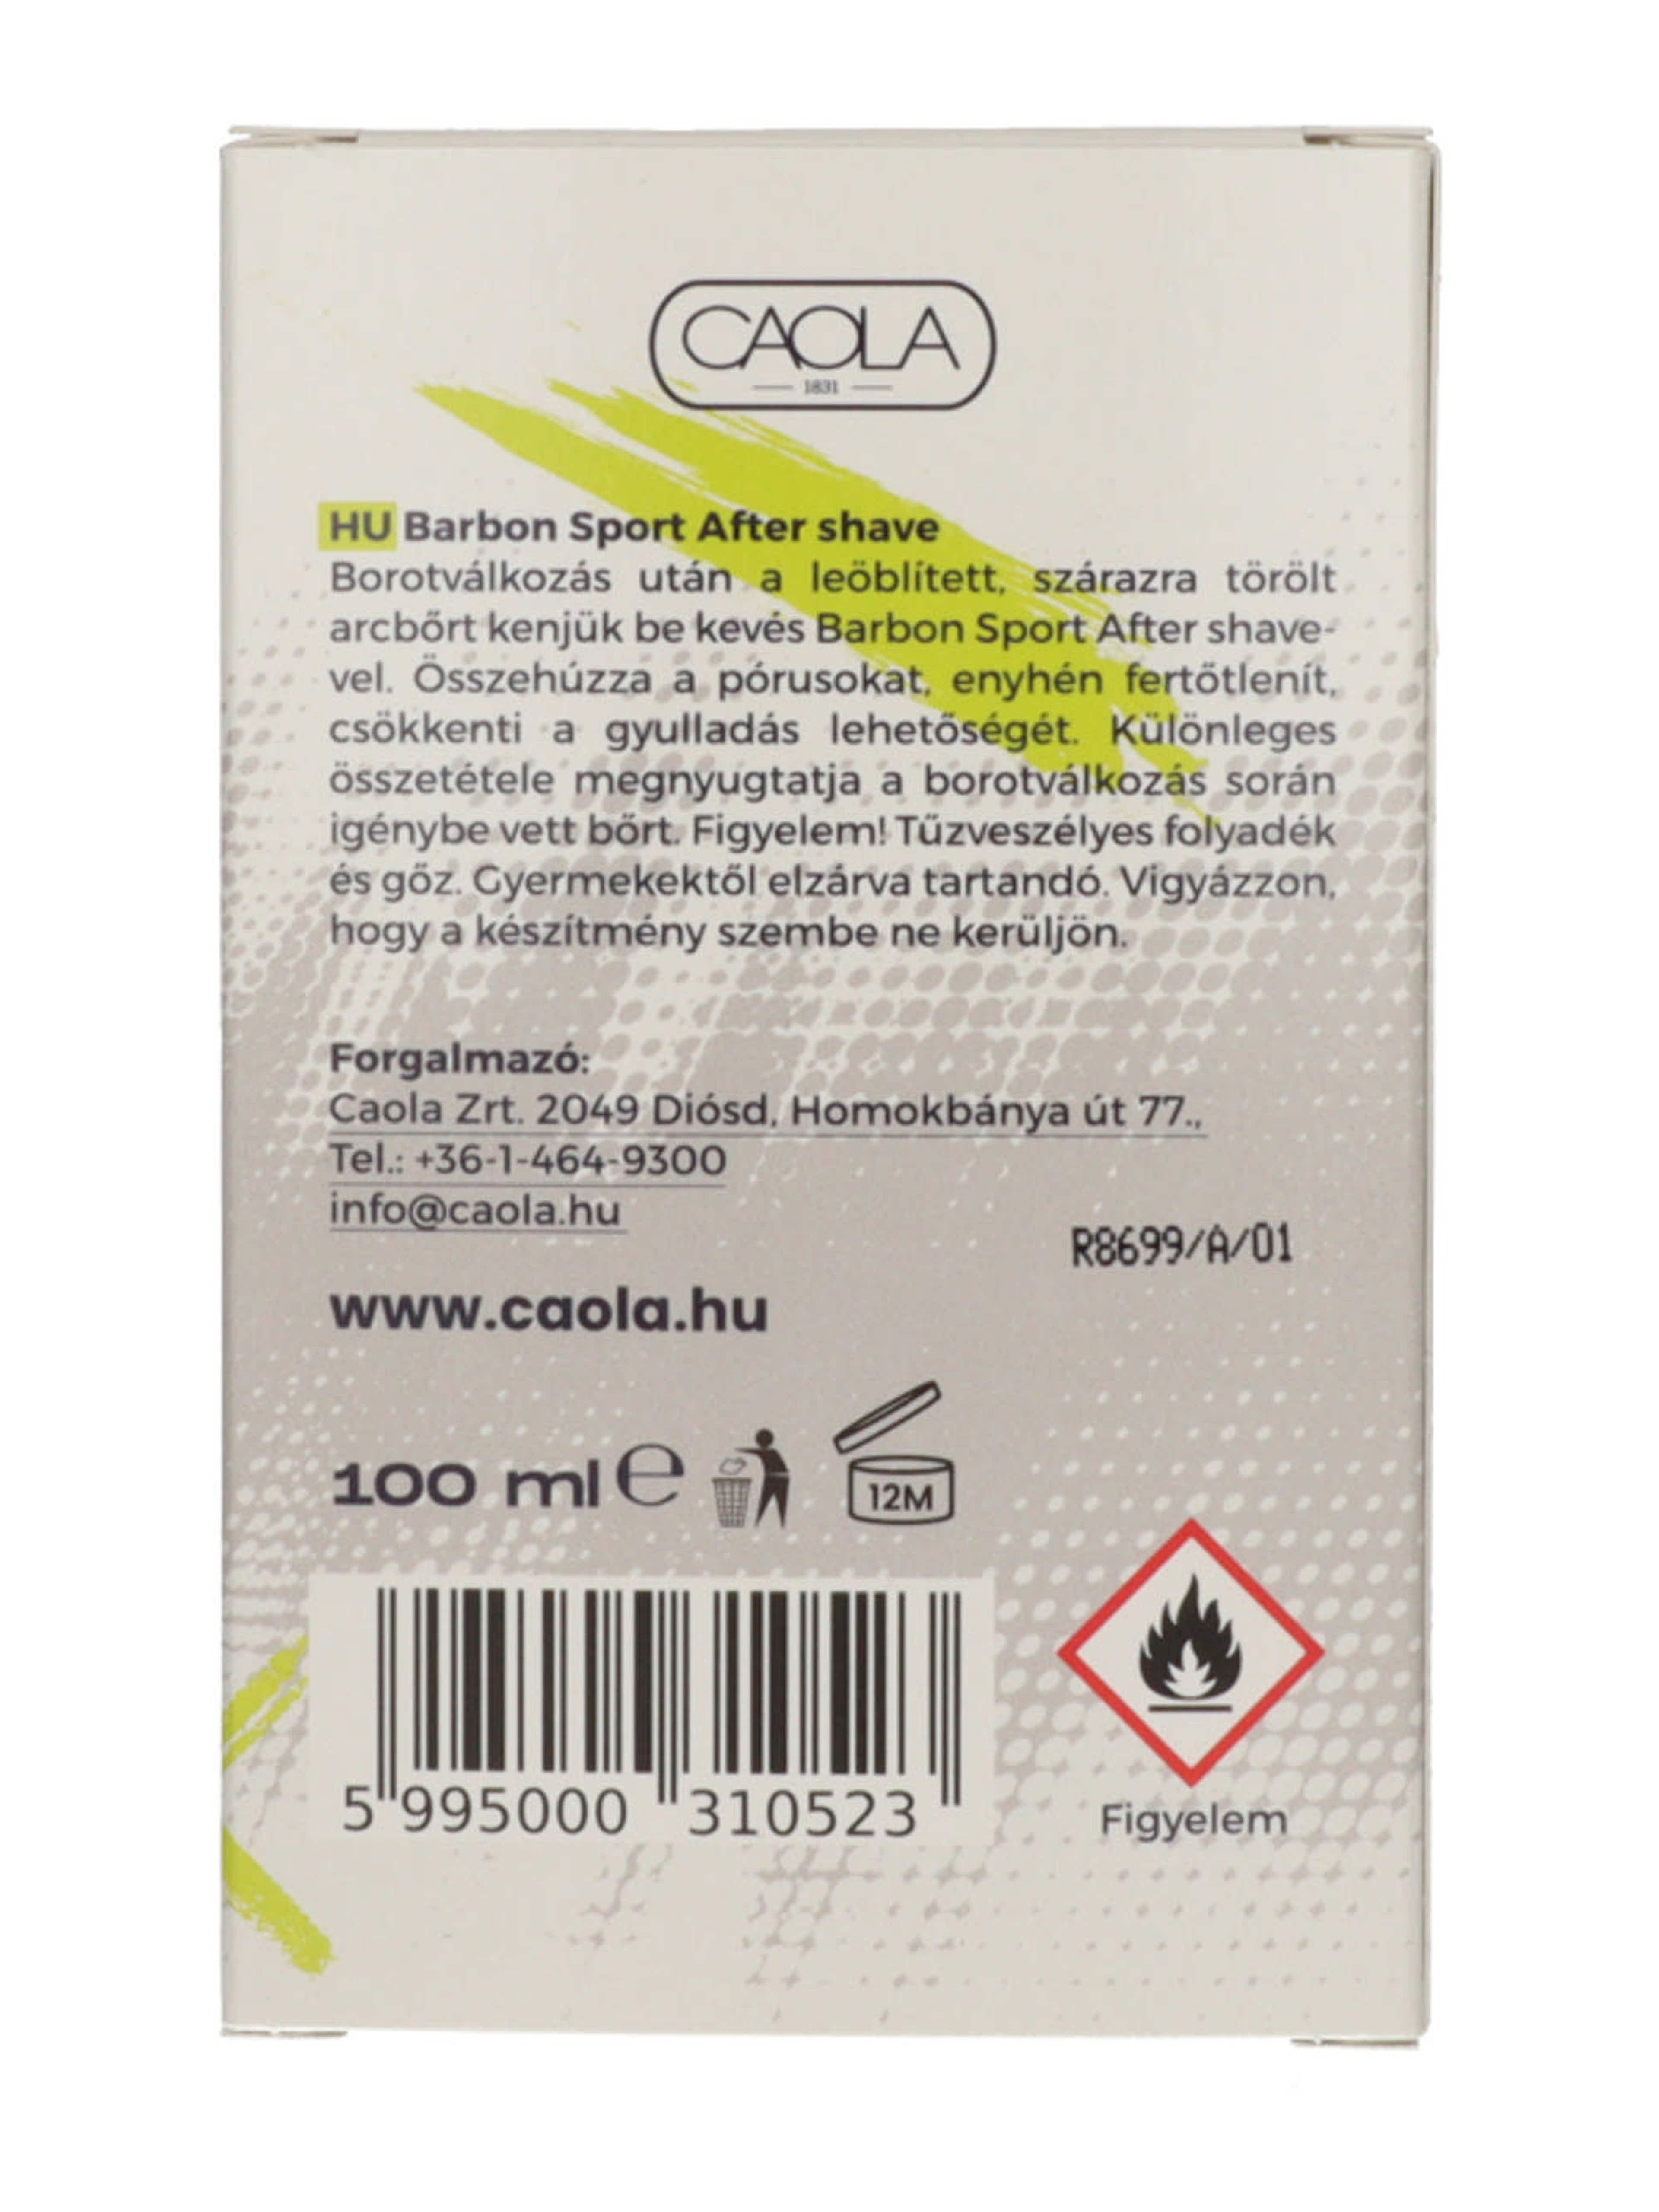 CAOLA
1831
HU Barbon Sport After shave
Borotválkozás után a leöblített, szárazra törölt
arcbőrt kenjük be kevés Barbon Sport After shave-
vel. Összehúzza a pórusokat, enyhén fertőtlenít,
csökkenti a gyulladás lehetőségét. Különleges
összetétele megnyugtatja a borotválkozás során
igénybe vett bőrt. Figyelem! Tűzveszélyes folyadék
és gőz. Gyermekektől elzárva tartandó. Vigyázzon,
hogy a készítmény szembe ne kerüljön.
Forgalmazó:
Caola Zrt. 2049 Diósd, Homokbánya út 77.,
Tel.: +36-1-464-9300
info@caola.hu
R8699/A/01
www.caola.hu
100 ml ℮
12M
5 995000 310523
Figyelem